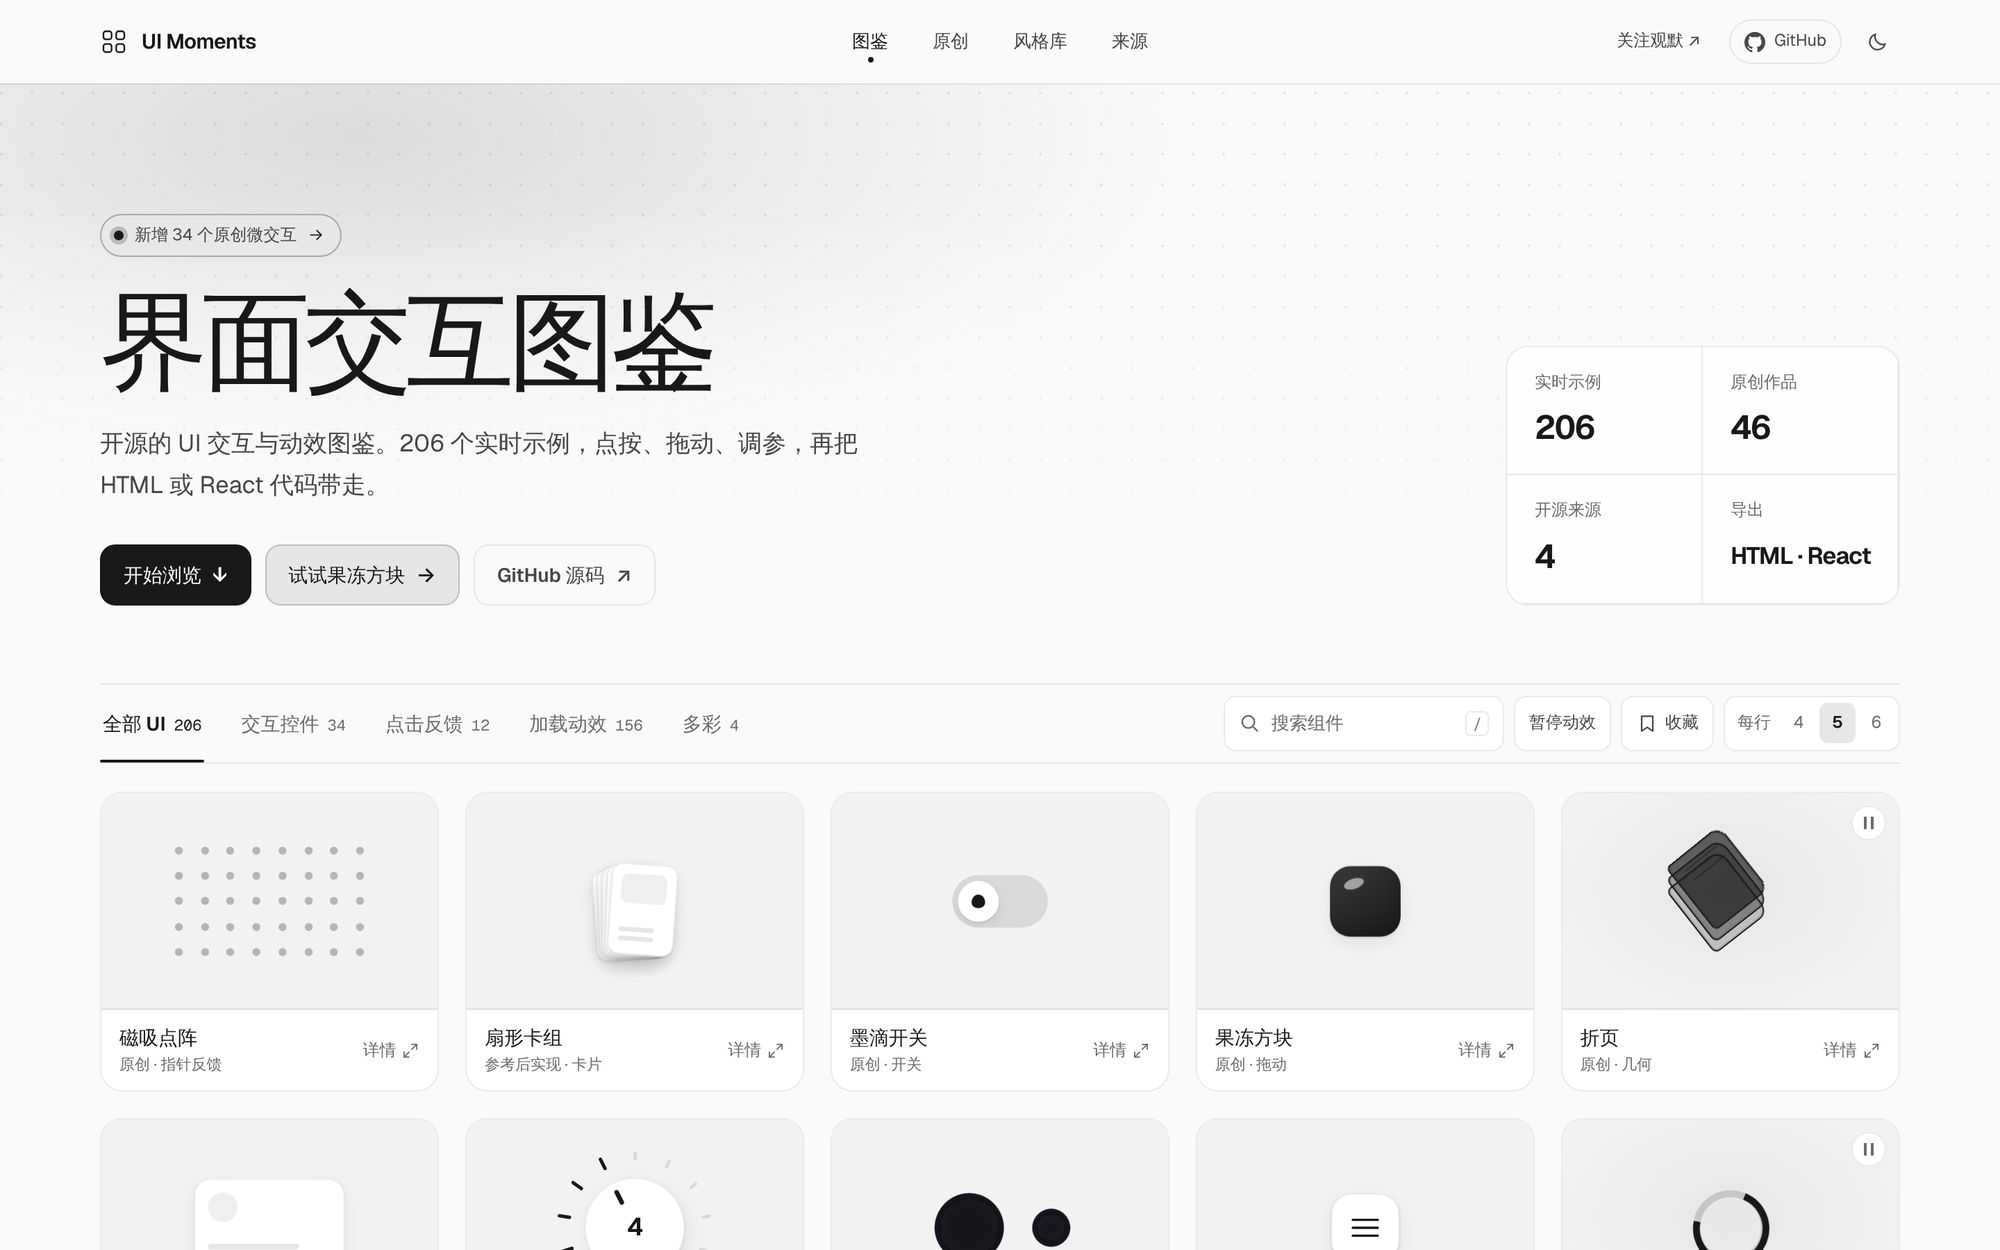 UI Moments
图鉴
原创
风格库
来源
关注观默
GitHub
新增 34 个原创微交互
界面交互图鉴
开源的 UI 交互与动效图鉴。206 个实时示例，点按、拖动、调参，再把
HTML 或 React 代码带走。
开始浏览
试试果冻方块
GitHub 源码
实时示例
206
原创作品
46
开源来源
4
导出
HTML · React
全部 UI 206
交互控件 34
点击反馈 12
加载动效 156
多彩 4
搜索组件
/
暂停动效
收藏
每行 4 5 6
磁吸点阵
原创 · 指针反馈
详情
扇形卡组
参考后实现 · 卡片
详情
墨滴开关
原创 · 开关
详情
果冻方块
原创 · 拖动
详情
折页
原创 · 几何
详情
4